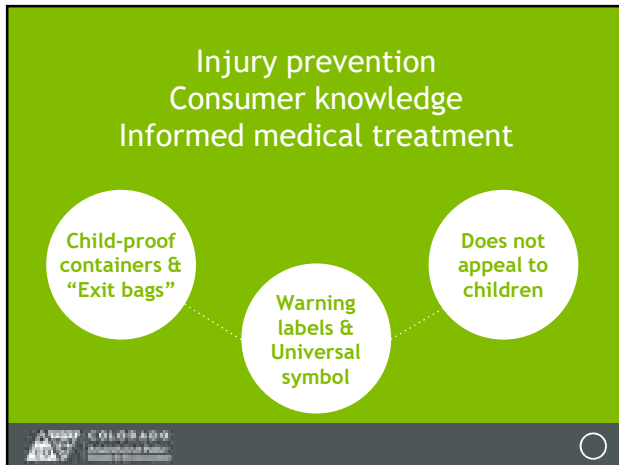 Injury prevention
Consumer knowledge
Informed medical treatment
Child-proof
containers &
“Exit bags”
Warning
labels &
Universal
symbol
Does not
appeal to
children
COLORADO